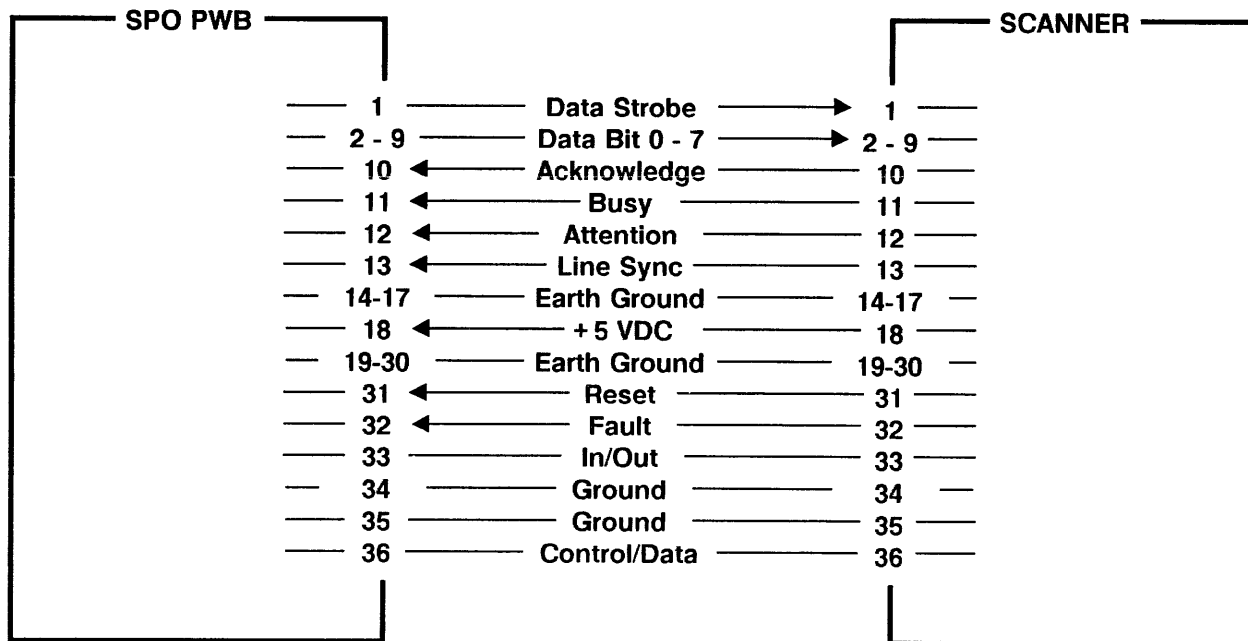 SPO PWB SCANNER
1 Data Strobe 1
2 - 9 Data Bit 0 - 7 2 - 9
10 Acknowledge 10
11 Busy 11
12 Attention 12
13 Line Sync 13
14-17 Earth Ground 14-17
18 + 5 VDC 18
19-30 Earth Ground 19-30
31 Reset 31
32 Fault 32
33 In/Out 33
34 Ground 34
35 Ground 35
36 Control/Data 36